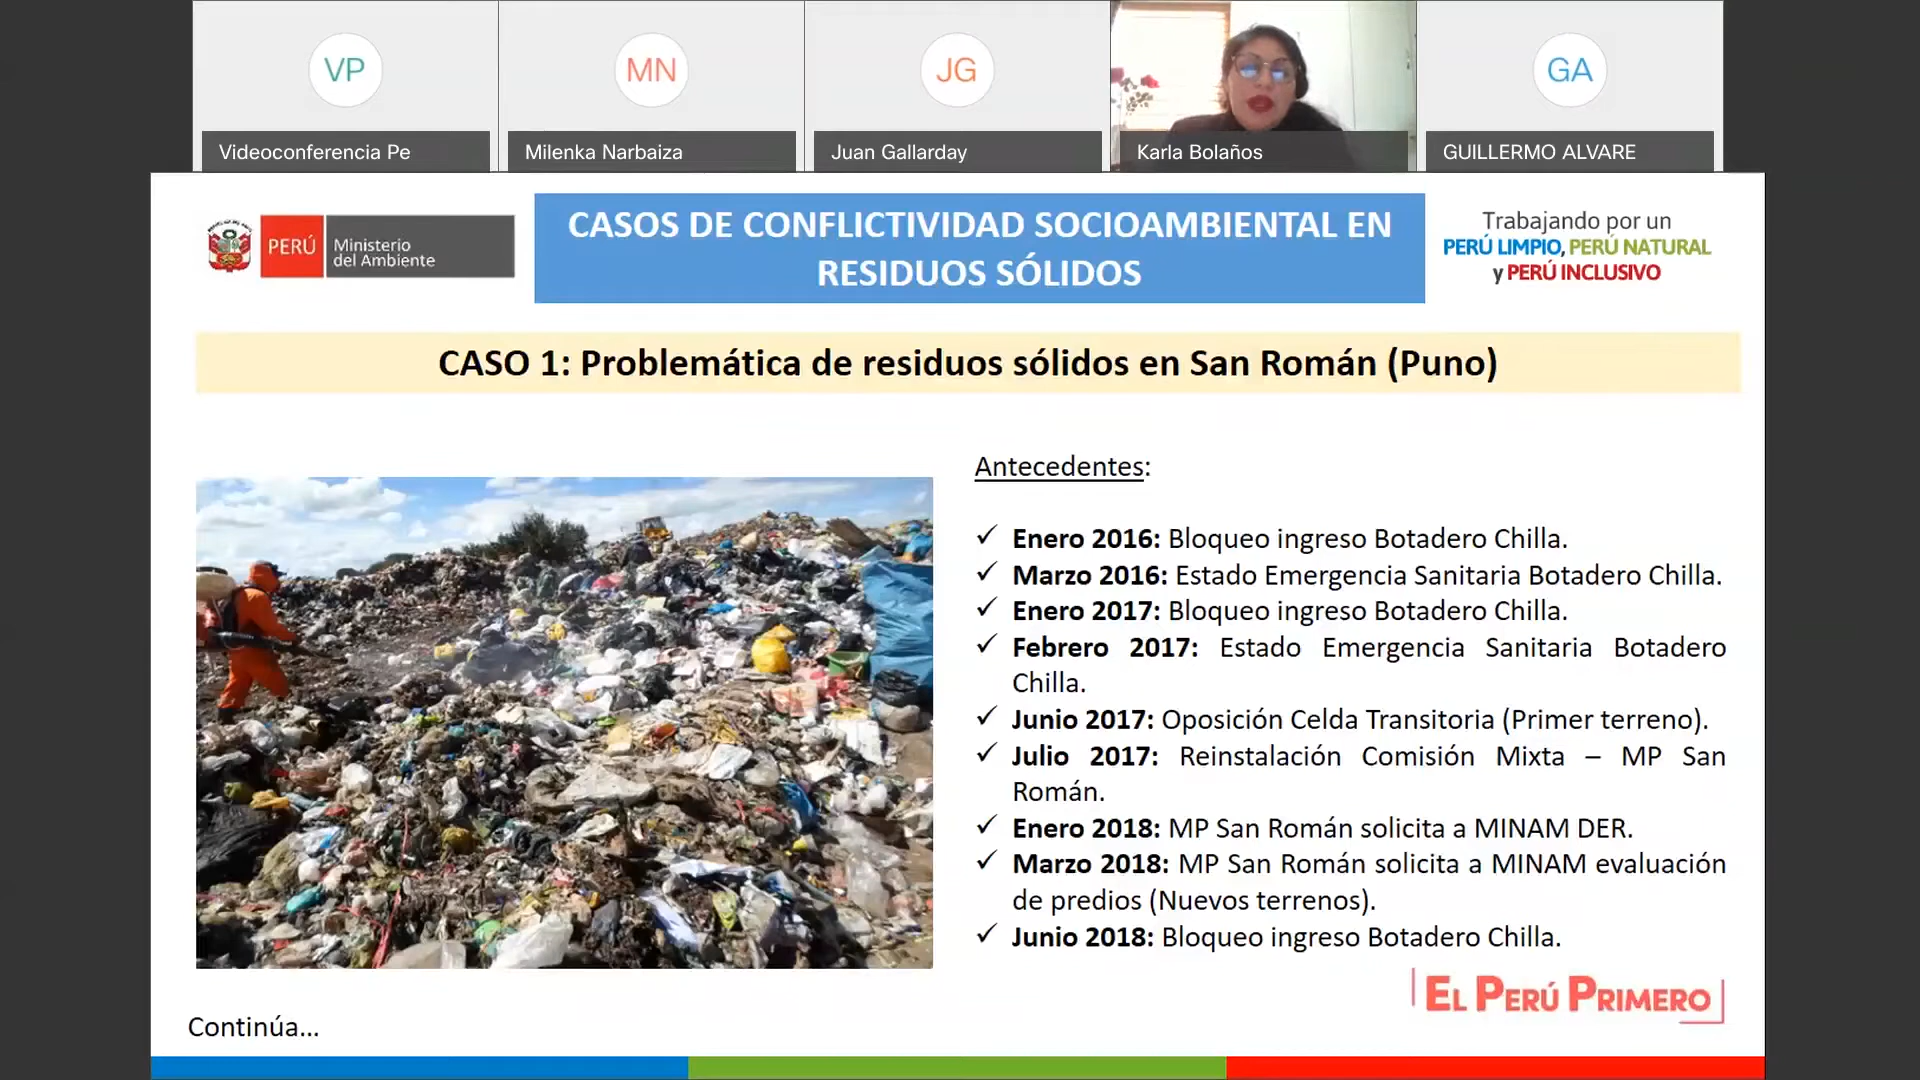 VP
MN
JG
GA
Videoconferencia Pe
Milenka Narbaiza
Juan Gallarday
Karla Bolaños
GUILLERMO ALVARE
PERÚ
Ministerio
del Ambiente
CASOS DE CONFLICTIVIDAD SOCIOAMBIENTAL EN
RESIDUOS SÓLIDOS
Trabajando por un
PERÚ LIMPIO, PERÚ NATURAL
y PERÚ INCLUSIVO
CASO 1: Problemática de residuos sólidos en San Román (Puno)
Antecedentes:
✓ Enero 2016: Bloqueo ingreso Botadero Chilla.
✓ Marzo 2016: Estado Emergencia Sanitaria Botadero Chilla.
✓ Enero 2017: Bloqueo ingreso Botadero Chilla.
✓ Febrero 2017: Estado Emergencia Sanitaria Botadero
Chilla.
✓ Junio 2017: Oposición Celda Transitoria (Primer terreno).
✓ Julio 2017: Reinstalación Comisión Mixta – MP San
Román.
✓ Enero 2018: MP San Román solicita a MINAM DER.
✓ Marzo 2018: MP San Román solicita a MINAM evaluación
de predios (Nuevos terrenos).
✓ Junio 2018: Bloqueo ingreso Botadero Chilla.
EL PERÚ PRIMERO
Continúa...